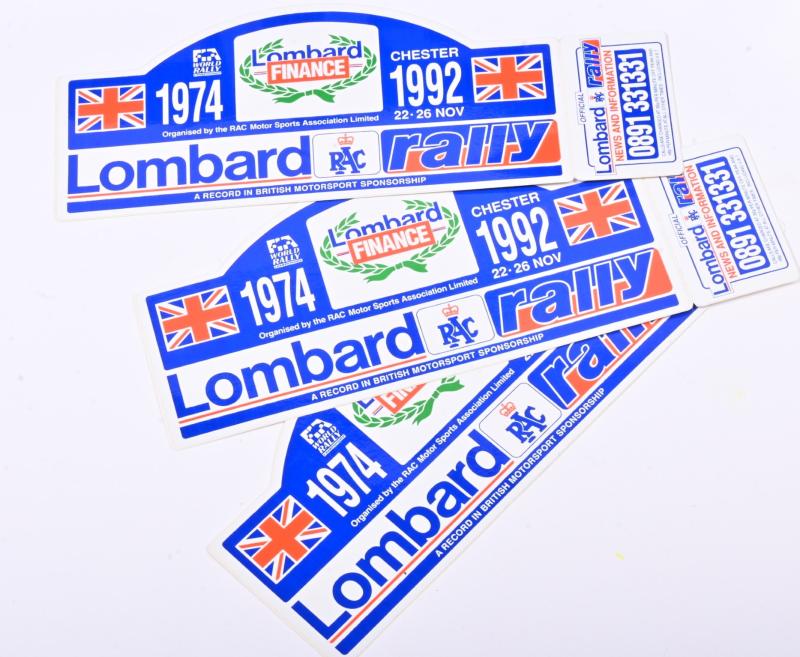 WORLD
RALLY
Lombard
FINANCE
CHESTER
1974
1992
22·26 NOV
Organised by the RAC Motor Sports Association Limited
Lombard RAC rally
A RECORD IN BRITISH MOTORSPORT SPONSORSHIP
OFFICIAL
Lombard rally
NEWS AND INFORMATION
0891 331331
WORLD
RALLY
Lombard
FINANCE
CHESTER
1974
1992
22·26 NOV
Organised by the RAC Motor Sports Association Limited
Lombard RAC rally
A RECORD IN BRITISH MOTORSPORT SPONSORSHIP
OFFICIAL
Lombard rally
NEWS AND INFORMATION
0891 331331
WORLD
RALLY
FINANCE
1974
Organised by the RAC Motor Sports Association Limited
Lombard RAC rally
A RECORD IN BRITISH MOTORSPORT SPONSORSHIP